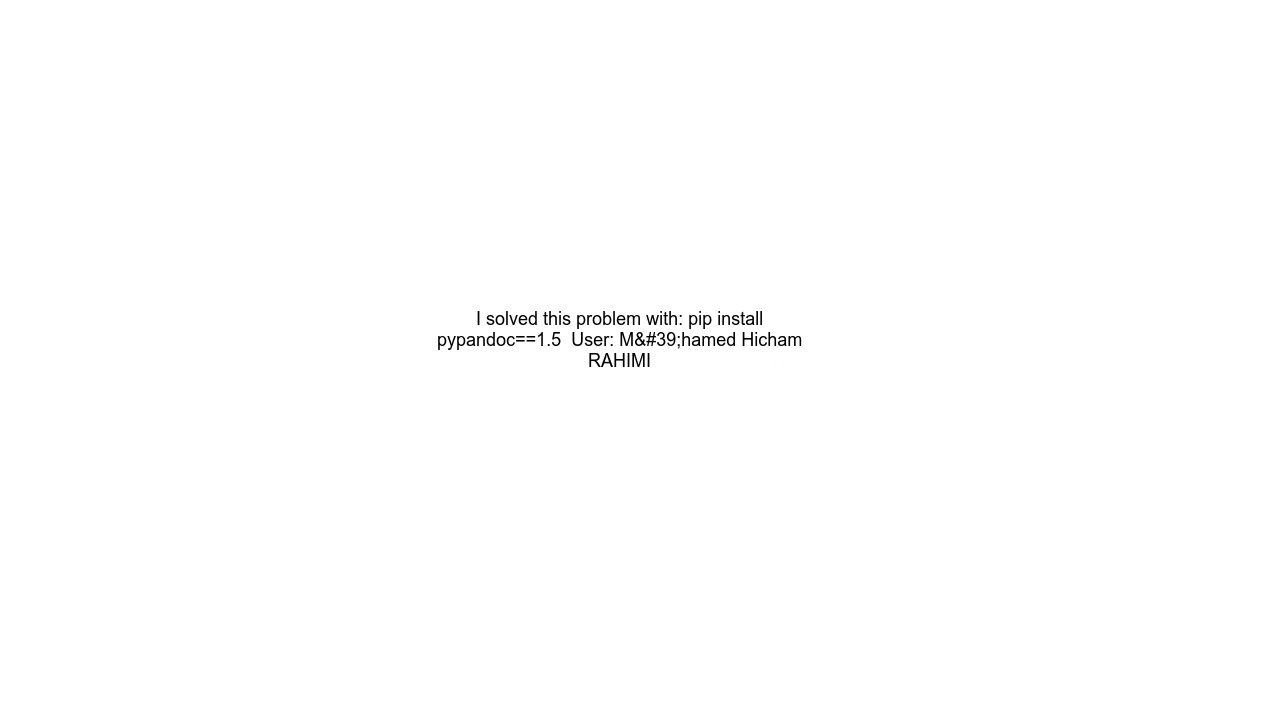 I solved this problem with: pip install
pypandoc==1.5  User: M&#39;hamed Hicham
RAHIMI